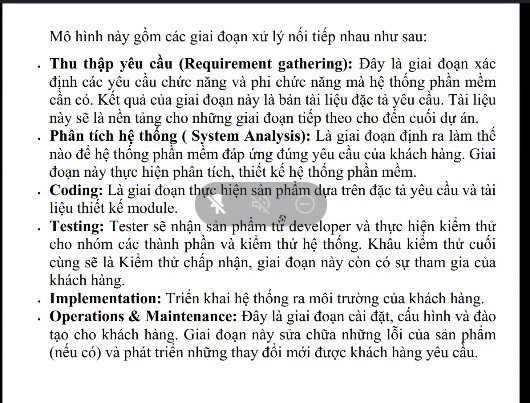 Mô hình này gồm các giai đoạn xử lý nối tiếp nhau như sau:
• Thu thập yêu cầu (Requirement gathering): Đây là giai đoạn xác
định các yêu cầu chức năng và phi chức năng mà hệ thống phần mềm
cần có. Kết quả của giai đoạn này là bản tài liệu đặc tả yêu cầu. Tài liệu
này sẽ là nền tảng cho những giai đoạn tiếp theo cho đến cuối dự án.
• Phân tích hệ thống ( System Analysis): Là giai đoạn định ra làm thế
nào để hệ thống phần mềm đáp ứng đúng yêu cầu của khách hàng. Giai
đoạn này thực hiện phân tích, thiết kế hệ thống phần mềm.
• Coding: Là giai đoạn thực hiện sản phẩm dựa trên đặc tả yêu cầu và tài
liệu thiết kế module.
• Testing: Tester sẽ nhận sản phẩm từ developer và thực hiện kiểm thử
cho nhóm các thành phần và kiểm thử hệ thống. Khâu kiểm thử cuối
cùng sẽ là Kiểm thử chấp nhận, giai đoạn này còn có sự tham gia của
khách hàng.
• Implementation: Triển khai hệ thống ra môi trường của khách hàng.
• Operations & Maintenance: Đây là giai đoạn cài đặt, cấu hình và đào
tạo cho khách hàng. Giai đoạn này sửa chữa những lỗi của sản phẩm
(nếu có) và phát triển những thay đổi mới được khách hàng yêu cầu.